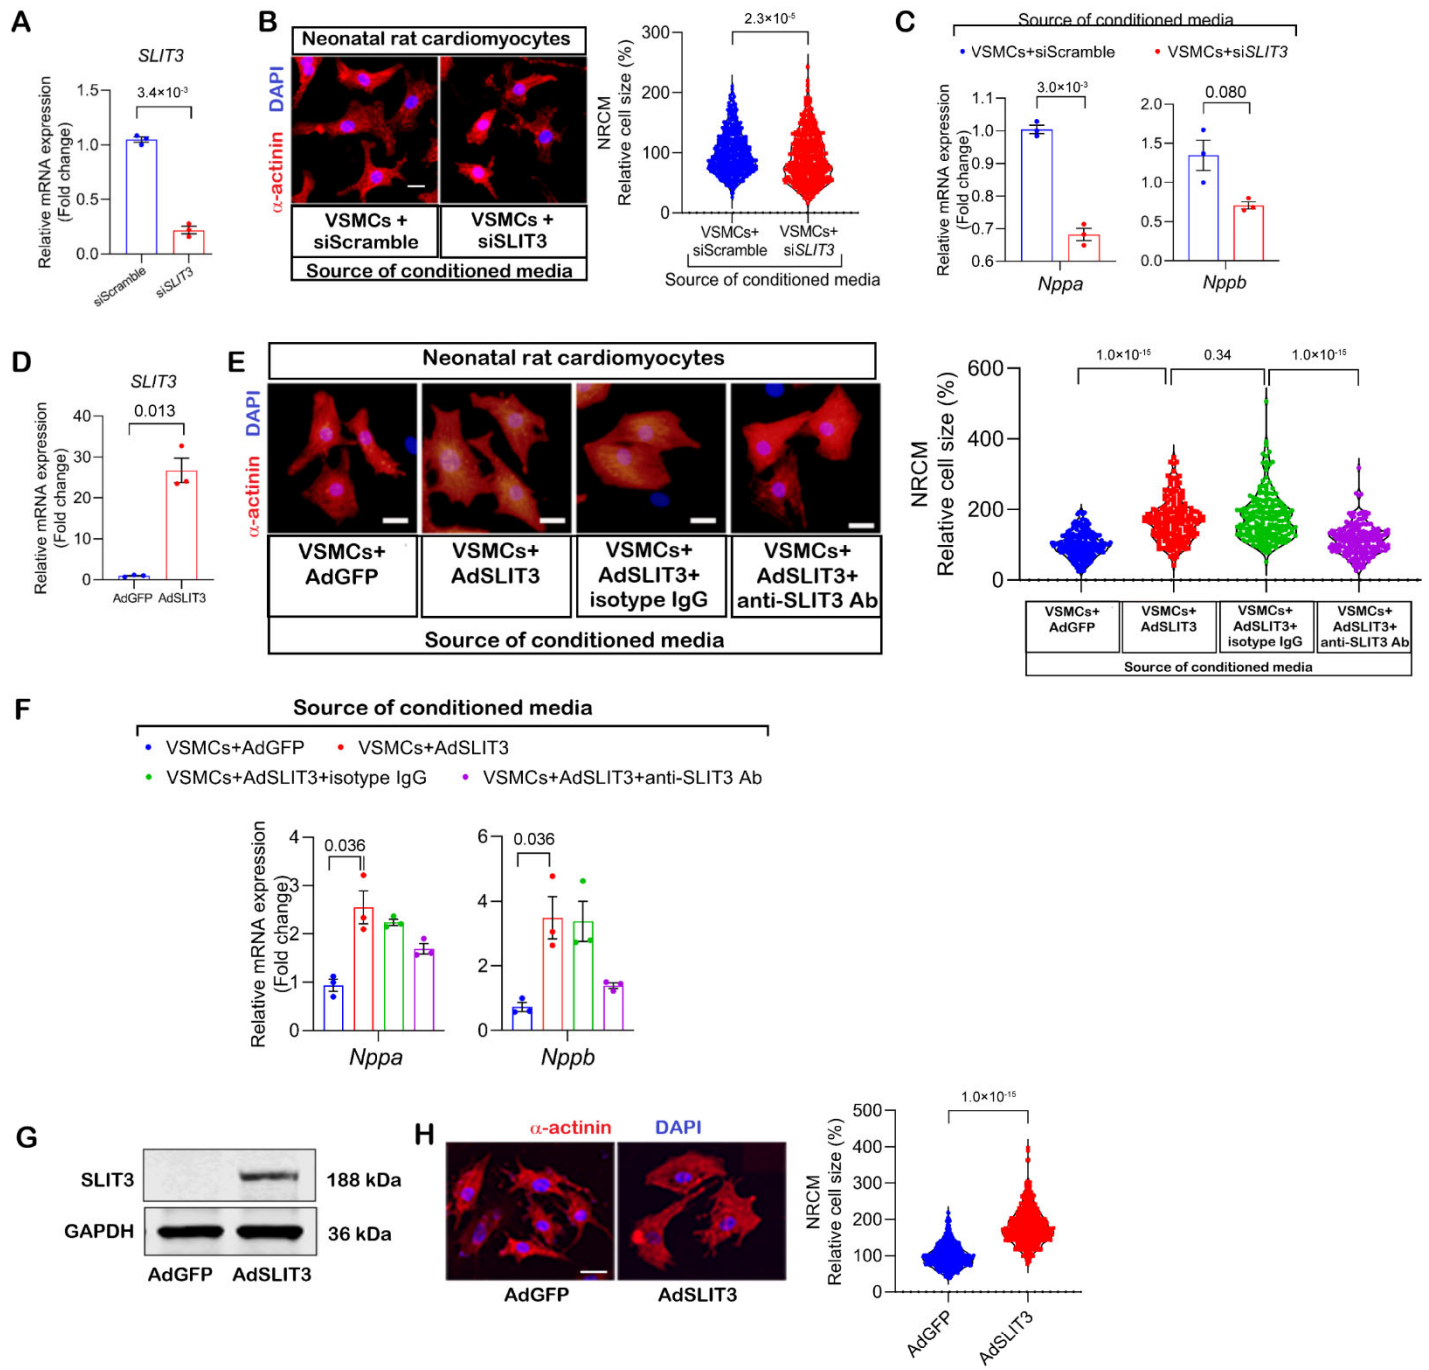 A
SLIT3
Relative mRNA expression
(Fold change)
1.5
1.0
0.5
0.0
3.4×10⁻³
siScramble
siSLIT3
B
Neonatal rat cardiomyocytes
α-actinin DAPI
VSMCs +
siScramble
VSMCs +
siSLIT3
Source of conditioned media
NRCM
Relative cell size (%)
300
200
100
0
2.3×10⁻⁵
VSMCs+
siScramble
VSMCs+
siSLIT3
Source of conditioned media
C
Source of conditioned media
VSMCs+siScramble
VSMCs+siSLIT3
Relative mRNA expression
(Fold change)
1.1
1.0
0.9
0.8
0.7
0.6
3.0×10⁻³
Nppa
2.0
1.5
1.0
0.5
0.0
0.080
Nppb
D
SLIT3
Relative mRNA expression
(Fold change)
40
30
20
10
0
0.013
AdGFP
AdSLIT3
E
Neonatal rat cardiomyocytes
α-actinin DAPI
VSMCs+
AdGFP
VSMCs+
AdSLIT3
VSMCs+
AdSLIT3+
isotype IgG
VSMCs+
AdSLIT3+
anti-SLIT3 Ab
Source of conditioned media
NRCM
Relative cell size (%)
600
400
200
0
1.0×10⁻¹⁵
0.34
1.0×10⁻¹⁵
VSMCs+
AdGFP
VSMCs+
AdSLIT3
VSMCs+
AdSLIT3+
isotype IgG
VSMCs+
AdSLIT3+
anti-SLIT3 Ab
Source of conditioned media
F
Source of conditioned media
VSMCs+AdGFP
VSMCs+AdSLIT3
VSMCs+AdSLIT3+isotype IgG
VSMCs+AdSLIT3+anti-SLIT3 Ab
Relative mRNA expression
(Fold change)
4
3
2
1
0
0.036
Nppa
6
4
2
0
0.036
Nppb
G
SLIT3
188 kDa
GAPDH
36 kDa
AdGFP
AdSLIT3
H
α-actinin
DAPI
AdGFP
AdSLIT3
NRCM
Relative cell size (%)
500
400
300
200
100
0
1.0×10⁻¹⁵
AdGFP
AdSLIT3